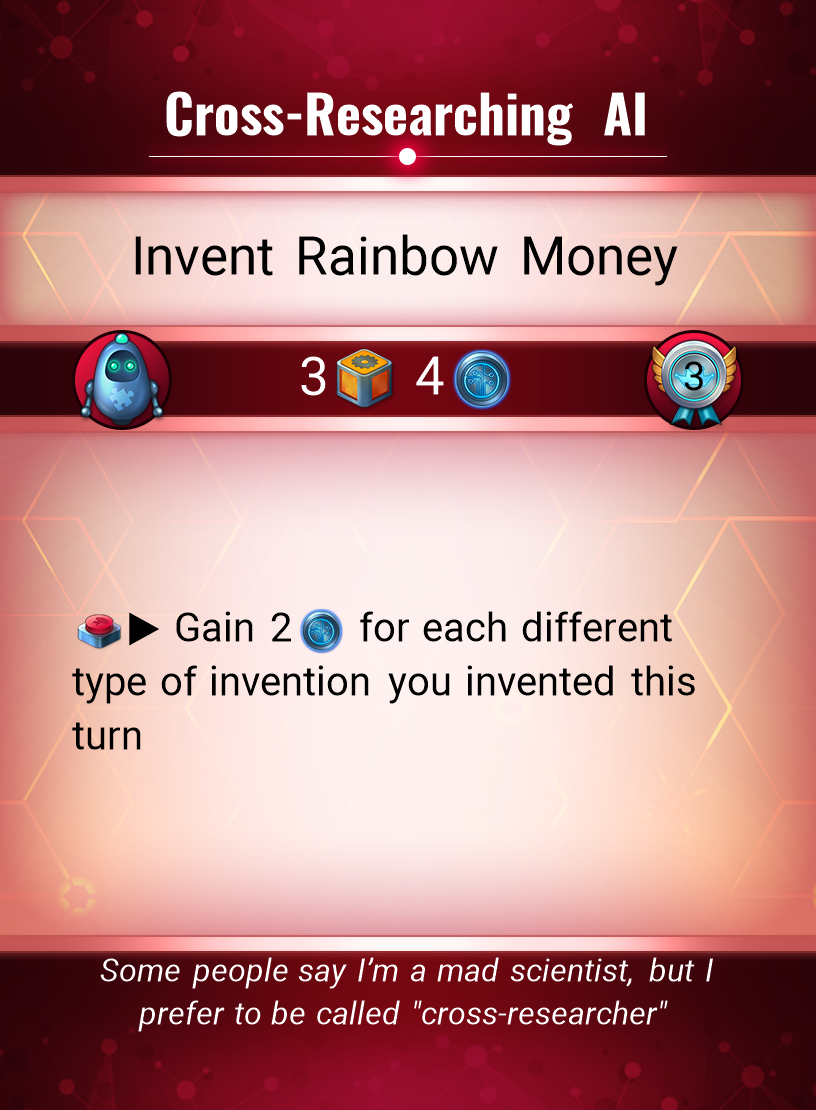 Cross-Researching AI
Invent Rainbow Money
3 4 3
▶ Gain 2 for each different
type of invention you invented this
turn
Some people say I'm a mad scientist, but I
prefer to be called "cross-researcher"